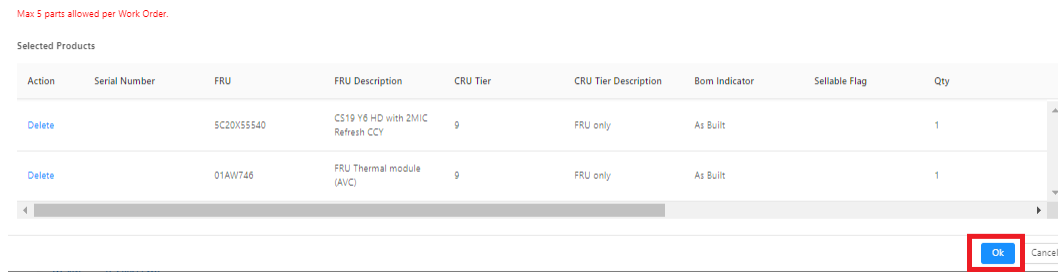 Max 5 parts allowed per Work Order.
Selected Products
Action Serial Number FRU FRU Description CRU Tier CRU Tier Description Bom Indicator Sellable Flag Qty
Delete 5C20X55540 CS19 Y6 HD with 2MIC Refresh CCY 9 FRU only As Built 1
Delete 01AW746 FRU Thermal module (AVC) 9 FRU only As Built 1
Ok Cancel